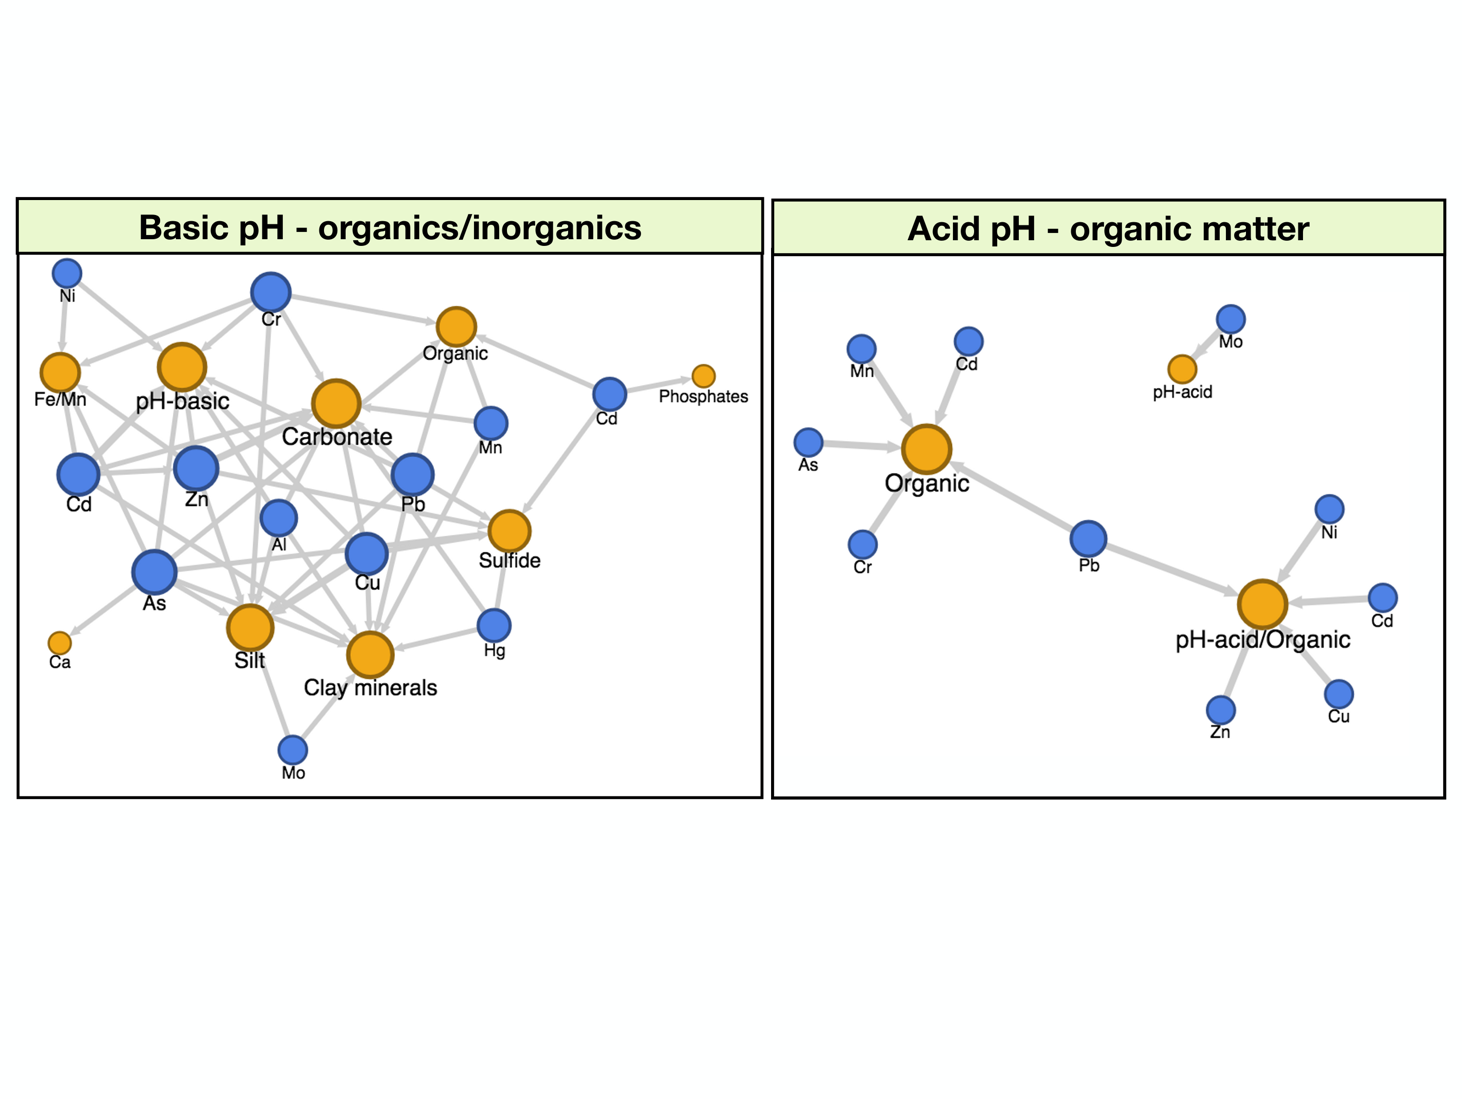 Basic pH - organics/inorganics
Ni
Cr
Organic
Fe/Mn
pH-basic
Phosphates
Carbonate
Cd
Mn
Cd
Zn
Pb
Al
Sulfide
Cu
As
Silt
Hg
Ca
Clay minerals
Mo
Acid pH - organic matter
Mo
Mn
Cd
pH-acid
As
Organic
Ni
Cr
Pb
Cd
pH-acid/Organic
Zn
Cu